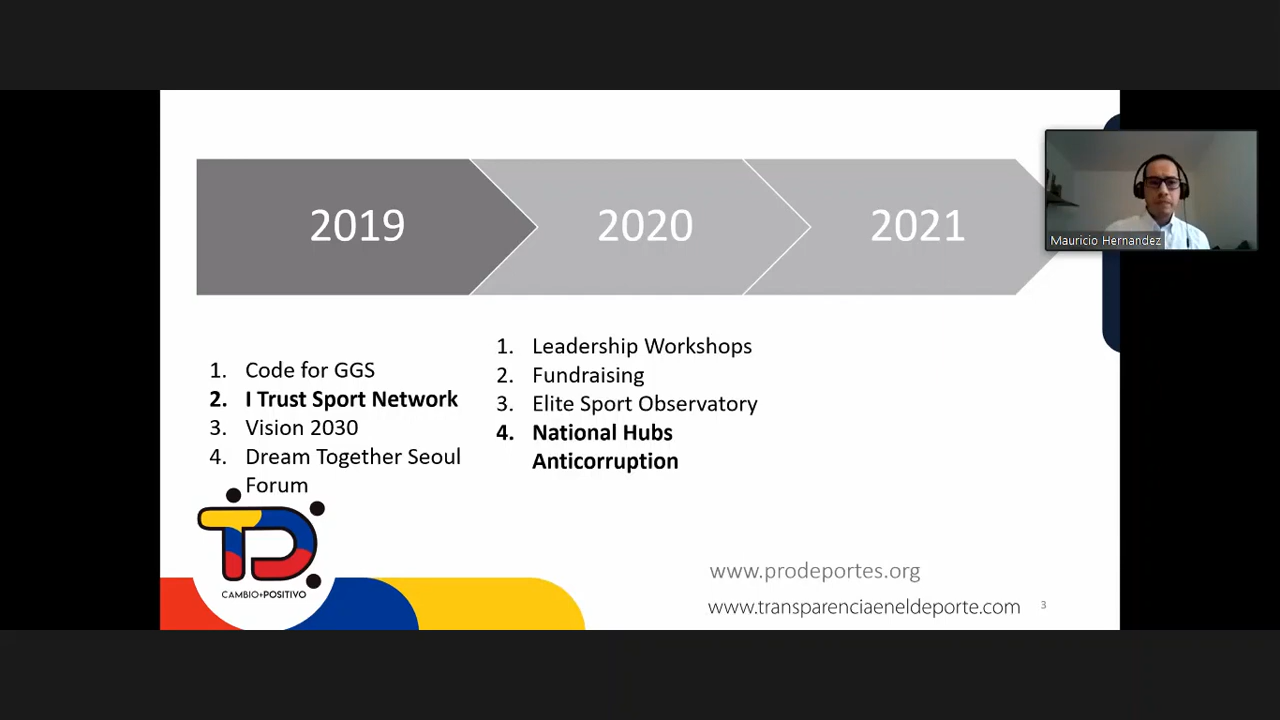 2019
2020
2021
Mauricio Hernandez
1. Code for GGS
2. I Trust Sport Network
3. Vision 2030
4. Dream Together Seoul
Forum
1. Leadership Workshops
2. Fundraising
3. Elite Sport Observatory
4. National Hubs
Anticorruption
TD
CAMBIO+POSITIVO
www.prodeportes.org
www.transparenciaeneldeporte.com
3